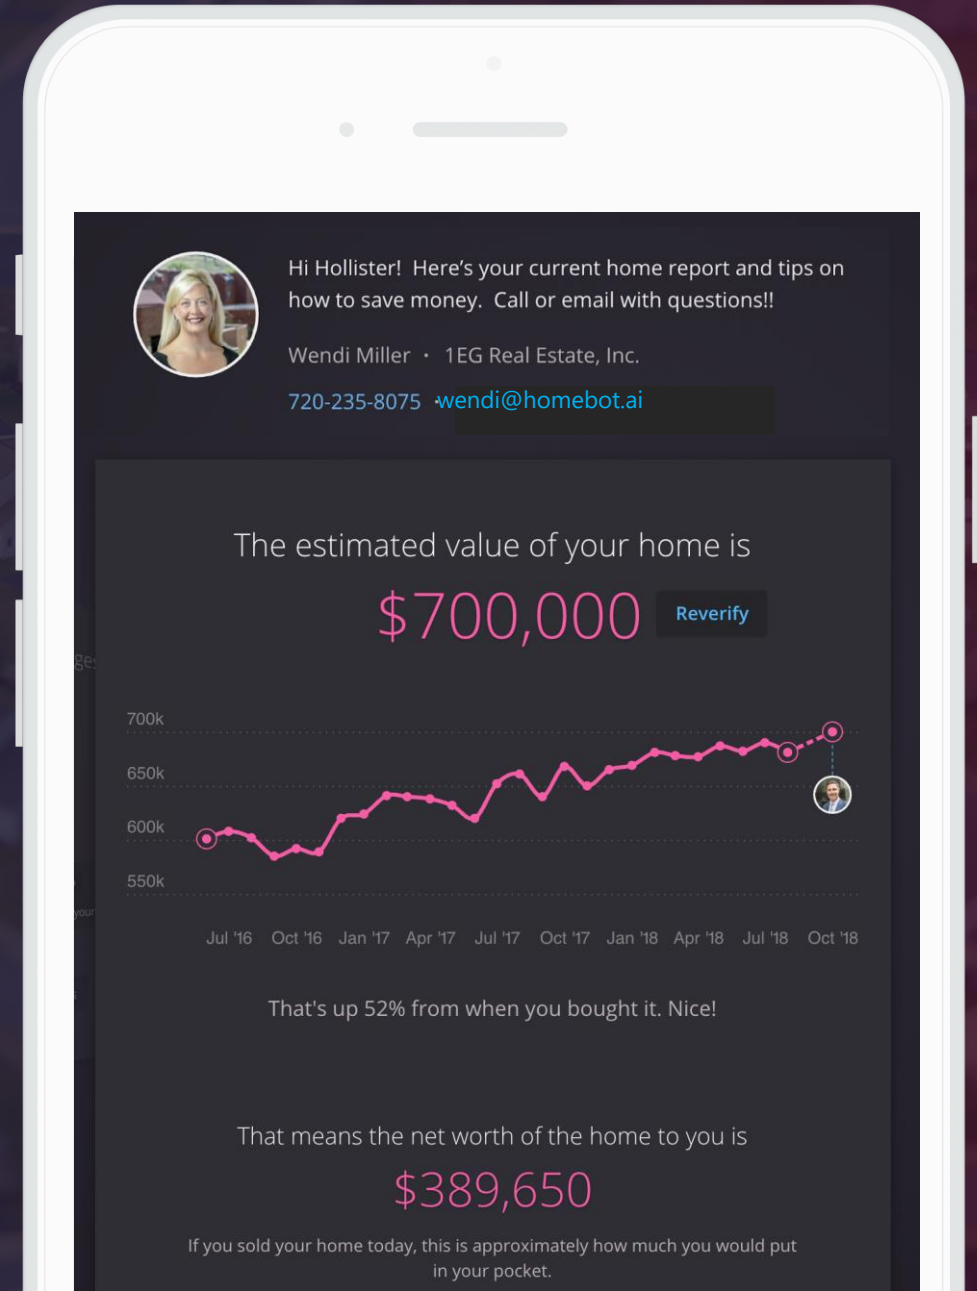 Hi Hollister!  Here's your current home report and tips on
how to save money.  Call or email with questions!!
Wendi Miller · 1EG Real Estate, Inc.
720-235-8075 · wendi@homebot.ai
The estimated value of your home is
$700,000 Reverify
700k
650k
600k
550k
Jul '16 Oct '16 Jan '17 Apr '17 Jul '17 Oct '17 Jan '18 Apr '18 Jul '18 Oct '18
That's up 52% from when you bought it. Nice!
That means the net worth of the home to you is
$389,650
If you sold your home today, this is approximately how much you would put
in your pocket.